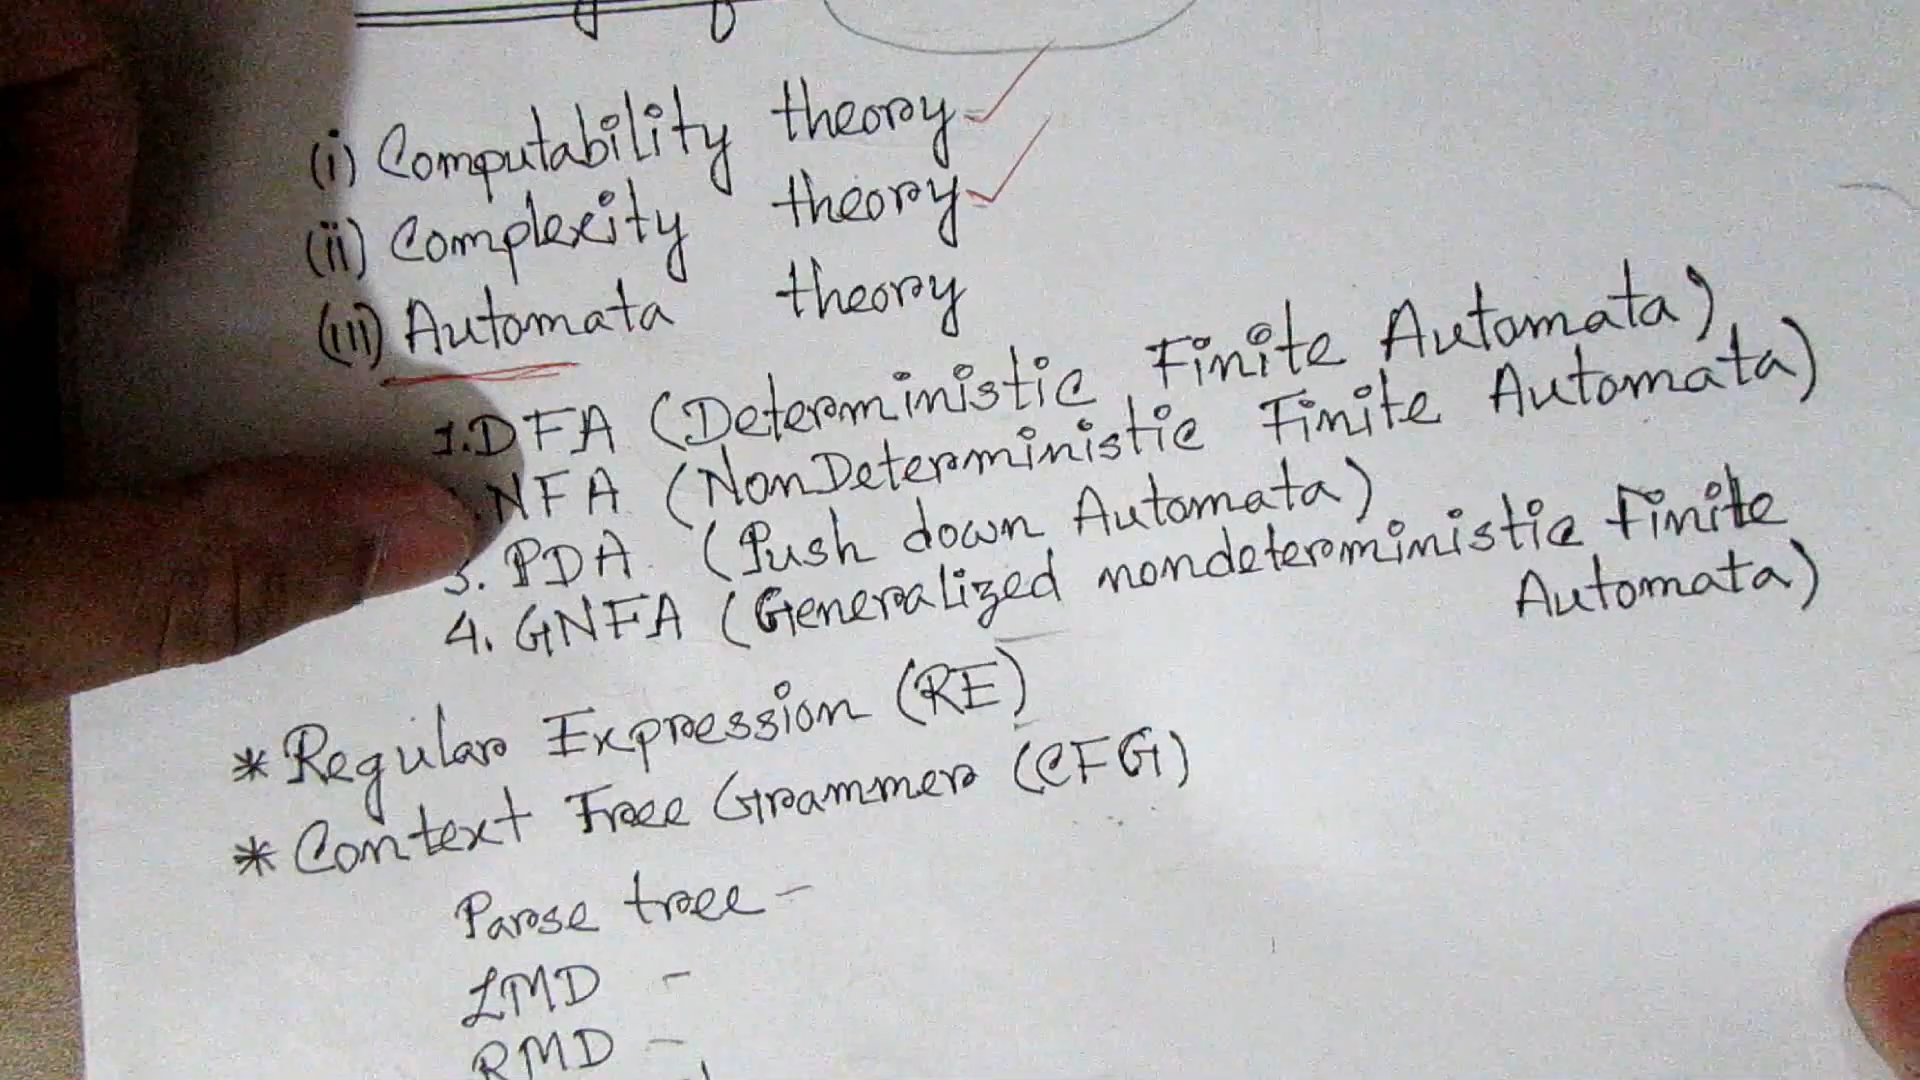 (i) Computability theory
(ii) Complexity theory
(iii) Automata theory
1. DFA (Deterministic Finite Automata)
NFA (NonDeterministic Finite Automata)
3. PDA (Push down Automata)
4. GNFA (Generalized nondeterministic finite
Automata)
* Regular Expression (RE)
* Context Free Grammer (CFG)
Parse tree -
LMD -
RMD -